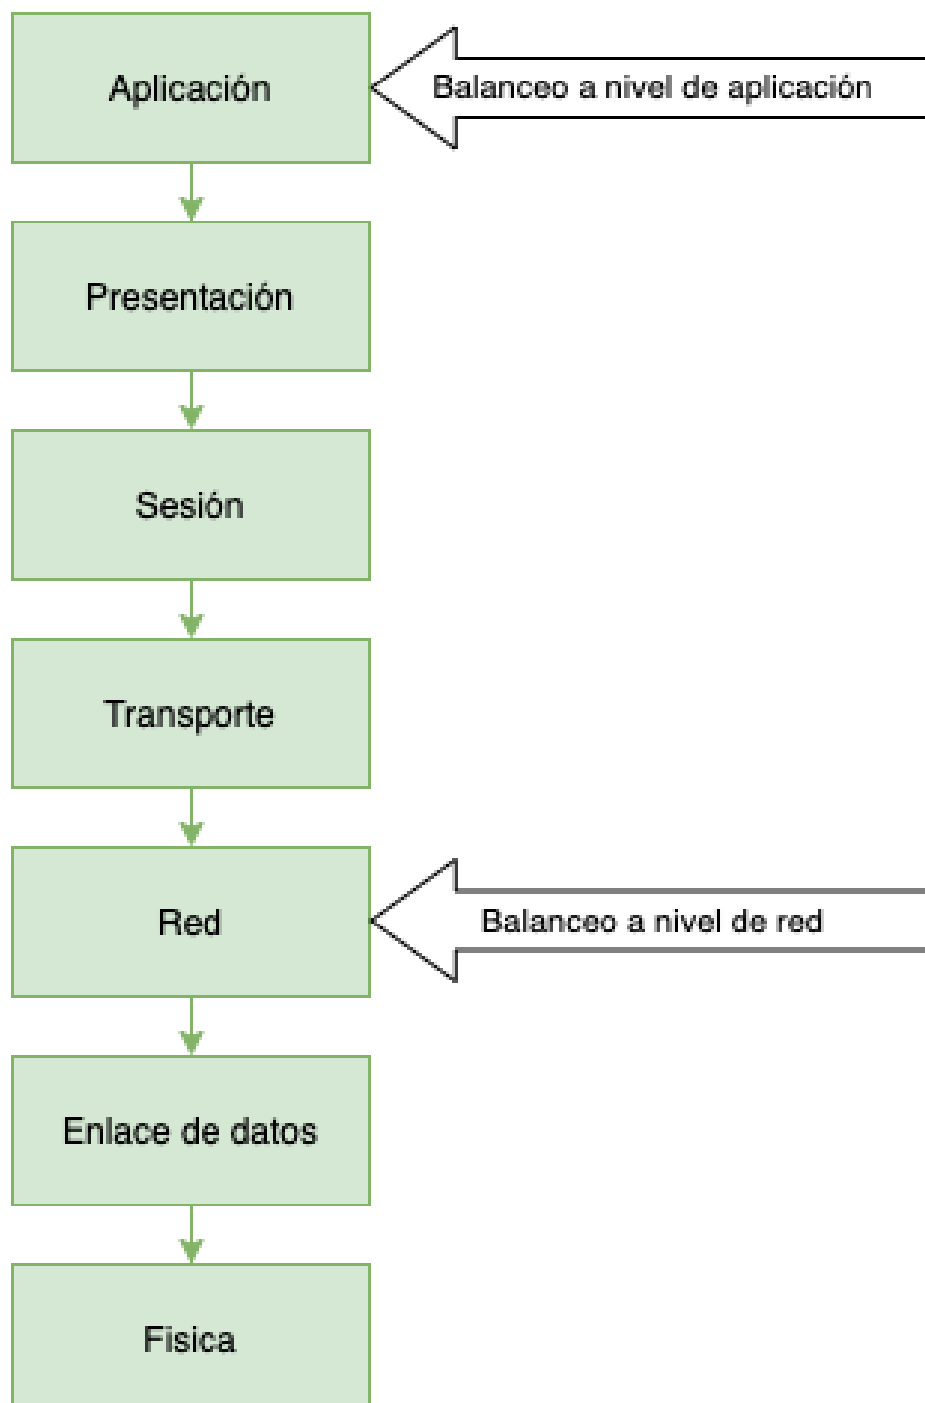 Aplicación
Balanceo a nivel de aplicación
Presentación
Sesión
Transporte
Red
Balanceo a nivel de red
Enlace de datos
Fisica